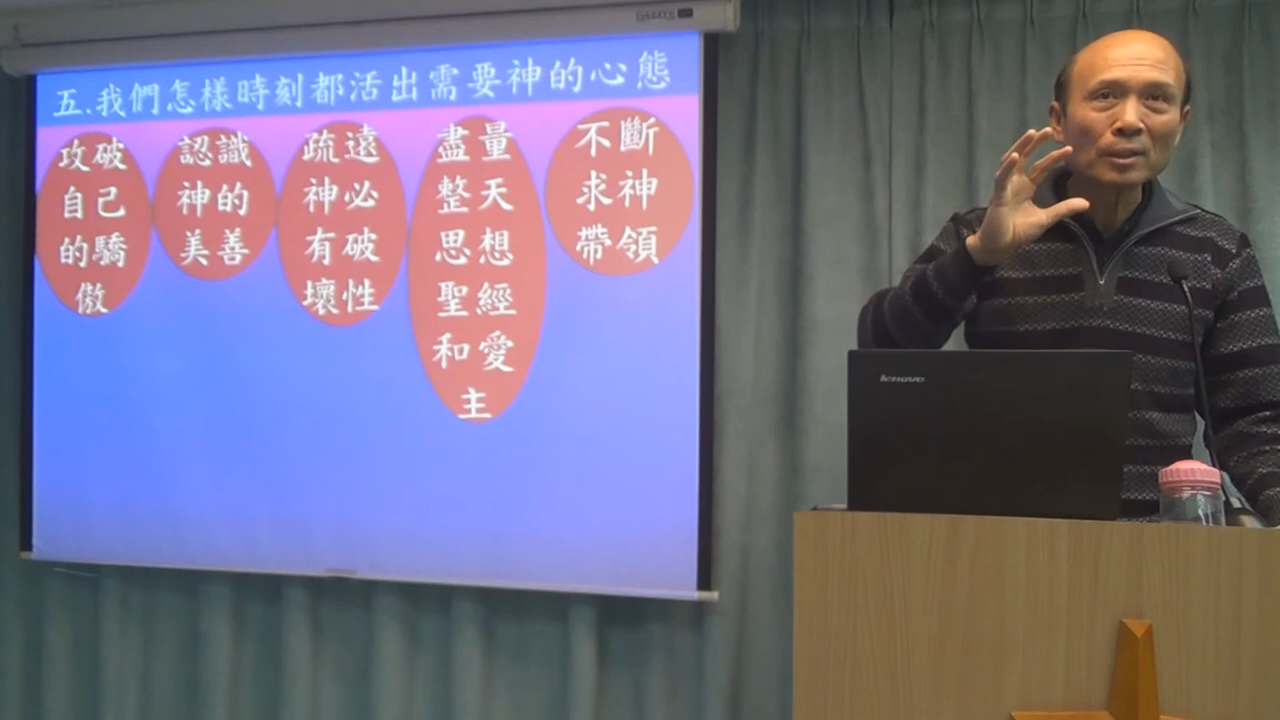 五.我們怎樣時刻都活出需要神的心態
攻破
自己
的驕
傲
認識
神的
美善
疏遠
神必
有破
壞性
盡量
整天
思想
聖經
和愛
主
不斷
求神
帶領
lenovo